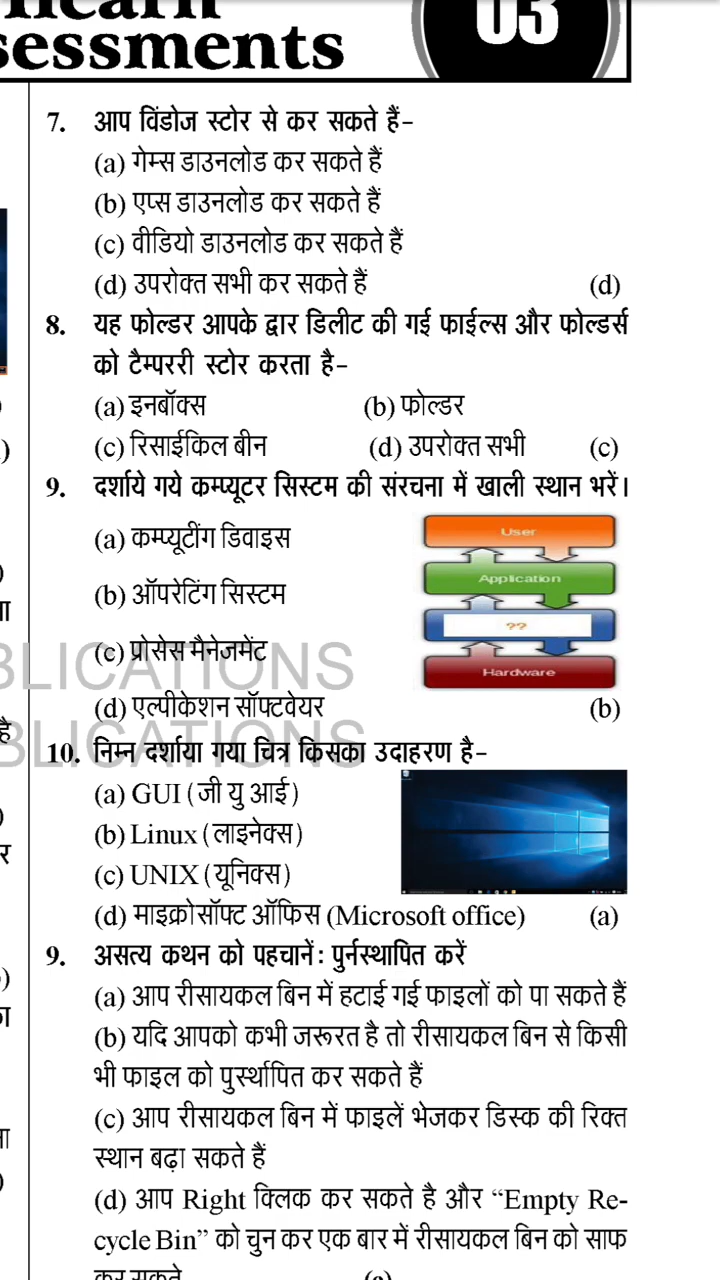 sessments
03
7. आप विंडोज स्टोर से कर सकते हैं-
(a) गेम्स डाउनलोड कर सकते हैं
(b) एप्स डाउनलोड कर सकते हैं
(c) वीडियो डाउनलोड कर सकते हैं
(d) उपरोक्त सभी कर सकते हैं (d)
8. यह फोल्डर आपके द्वार डिलीट की गई फाईल्स और फोल्डर्स
को टैम्पररी स्टोर करता है-
(a) इनबॉक्स (b) फोल्डर
(c) रिसाईकिल बीन (d) उपरोक्त सभी (c)
9. दर्शाये गये कम्प्यूटर सिस्टम की संरचना में खाली स्थान भरें।
(a) कम्प्यूटींग डिवाइस
(b) ऑपरेटिंग सिस्टम
(c) प्रोसेस मैनेजमेंट
(d) एल्पीकेशन सॉफ्टवेयर (b)
User
Application
??
Hardware
BLICATIONS
BLICATIONS
10. निम्न दर्शाया गया चित्र किसका उदाहरण है-
(a) GUI (जी यु आई)
(b) Linux (लाइनेक्स)
(c) UNIX (यूनिक्स)
(d) माइक्रोसॉफ्ट ऑफिस (Microsoft office) (a)
9. असत्य कथन को पहचानें: पुर्नस्थापित करें
(a) आप रीसायकल बिन में हटाई गई फाइलों को पा सकते हैं
(b) यदि आपको कभी जरूरत है तो रीसायकल बिन से किसी
भी फाइल को पुर्स्थापित कर सकते हैं
(c) आप रीसायकल बिन में फाइलें भेजकर डिस्क की रिक्त
स्थान बढ़ा सकते हैं
(d) आप Right क्लिक कर सकते है और “Empty Re-
cycle Bin” को चुन कर एक बार में रीसायकल बिन को साफ